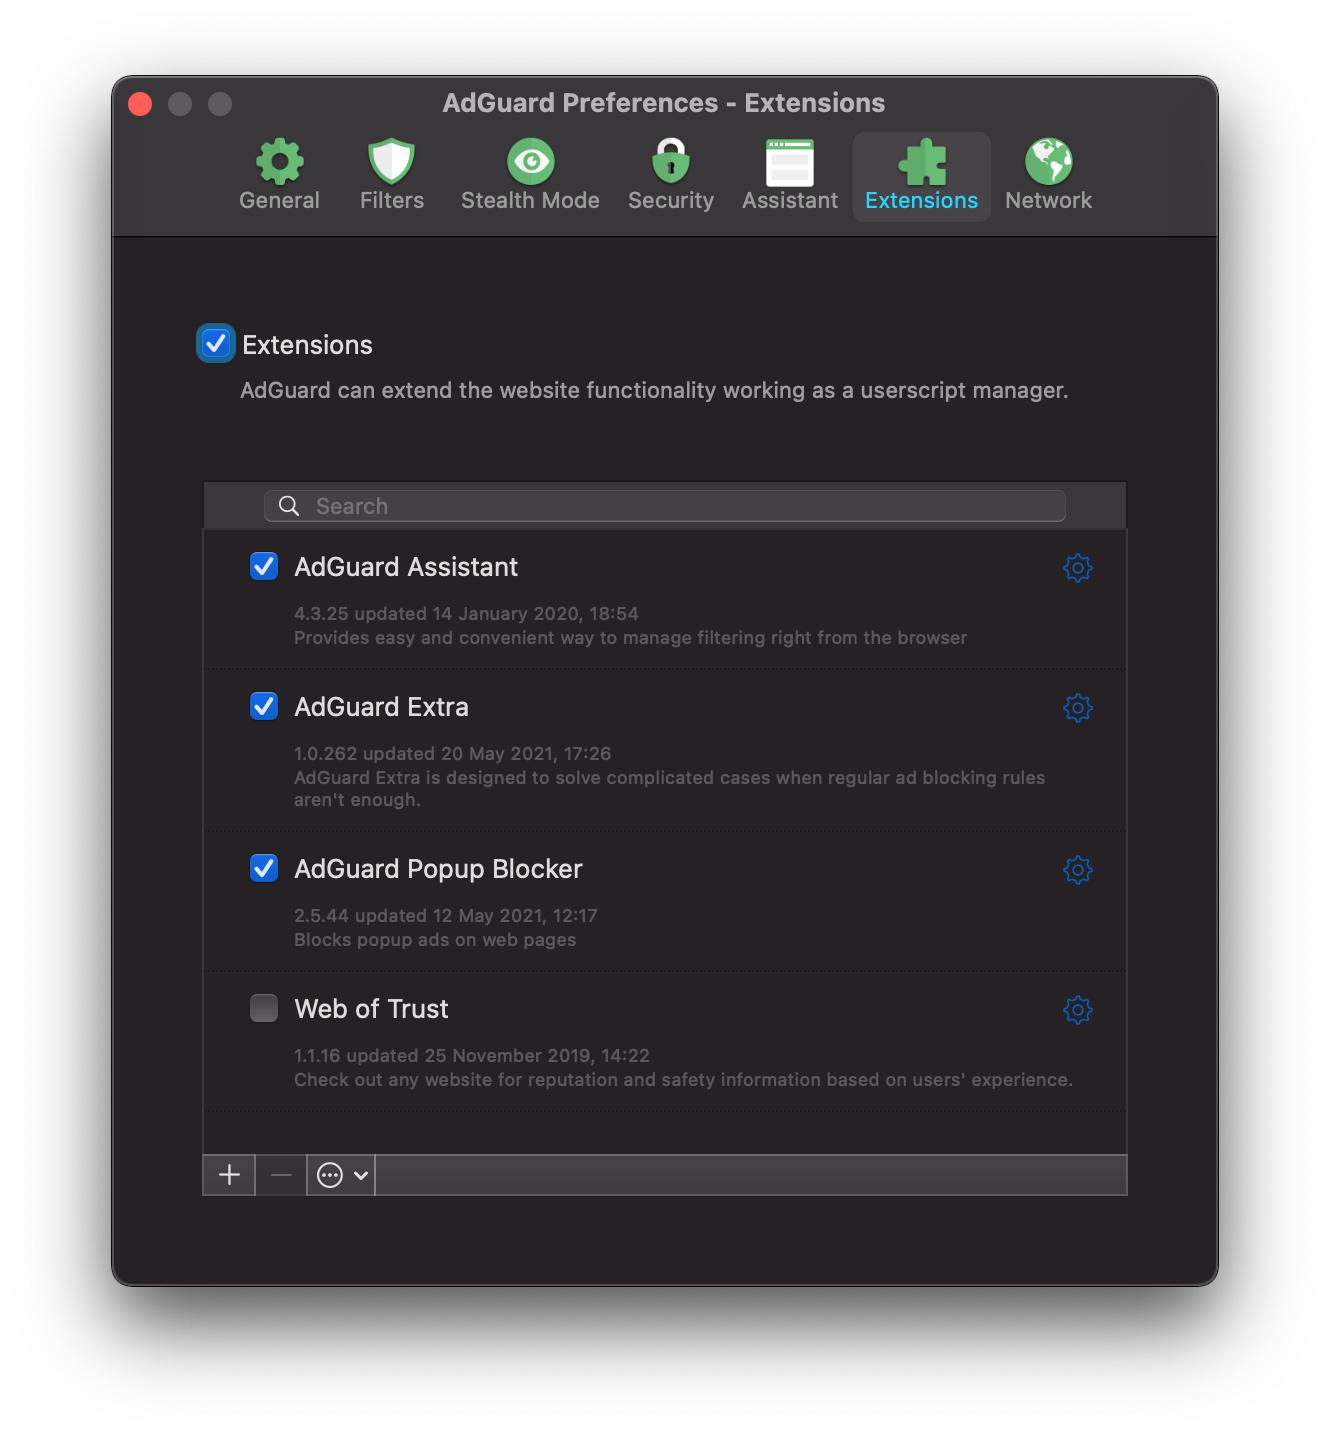 AdGuard Preferences - Extensions
General Filters Stealth Mode Security Assistant Extensions Network
Extensions
AdGuard can extend the website functionality working as a userscript manager.
Search
AdGuard Assistant
4.3.25 updated 14 January 2020, 18:54
Provides easy and convenient way to manage filtering right from the browser
AdGuard Extra
1.0.262 updated 20 May 2021, 17:26
AdGuard Extra is designed to solve complicated cases when regular ad blocking rules
aren't enough.
AdGuard Popup Blocker
2.5.44 updated 12 May 2021, 12:17
Blocks popup ads on web pages
Web of Trust
1.1.16 updated 25 November 2019, 14:22
Check out any website for reputation and safety information based on users' experience.